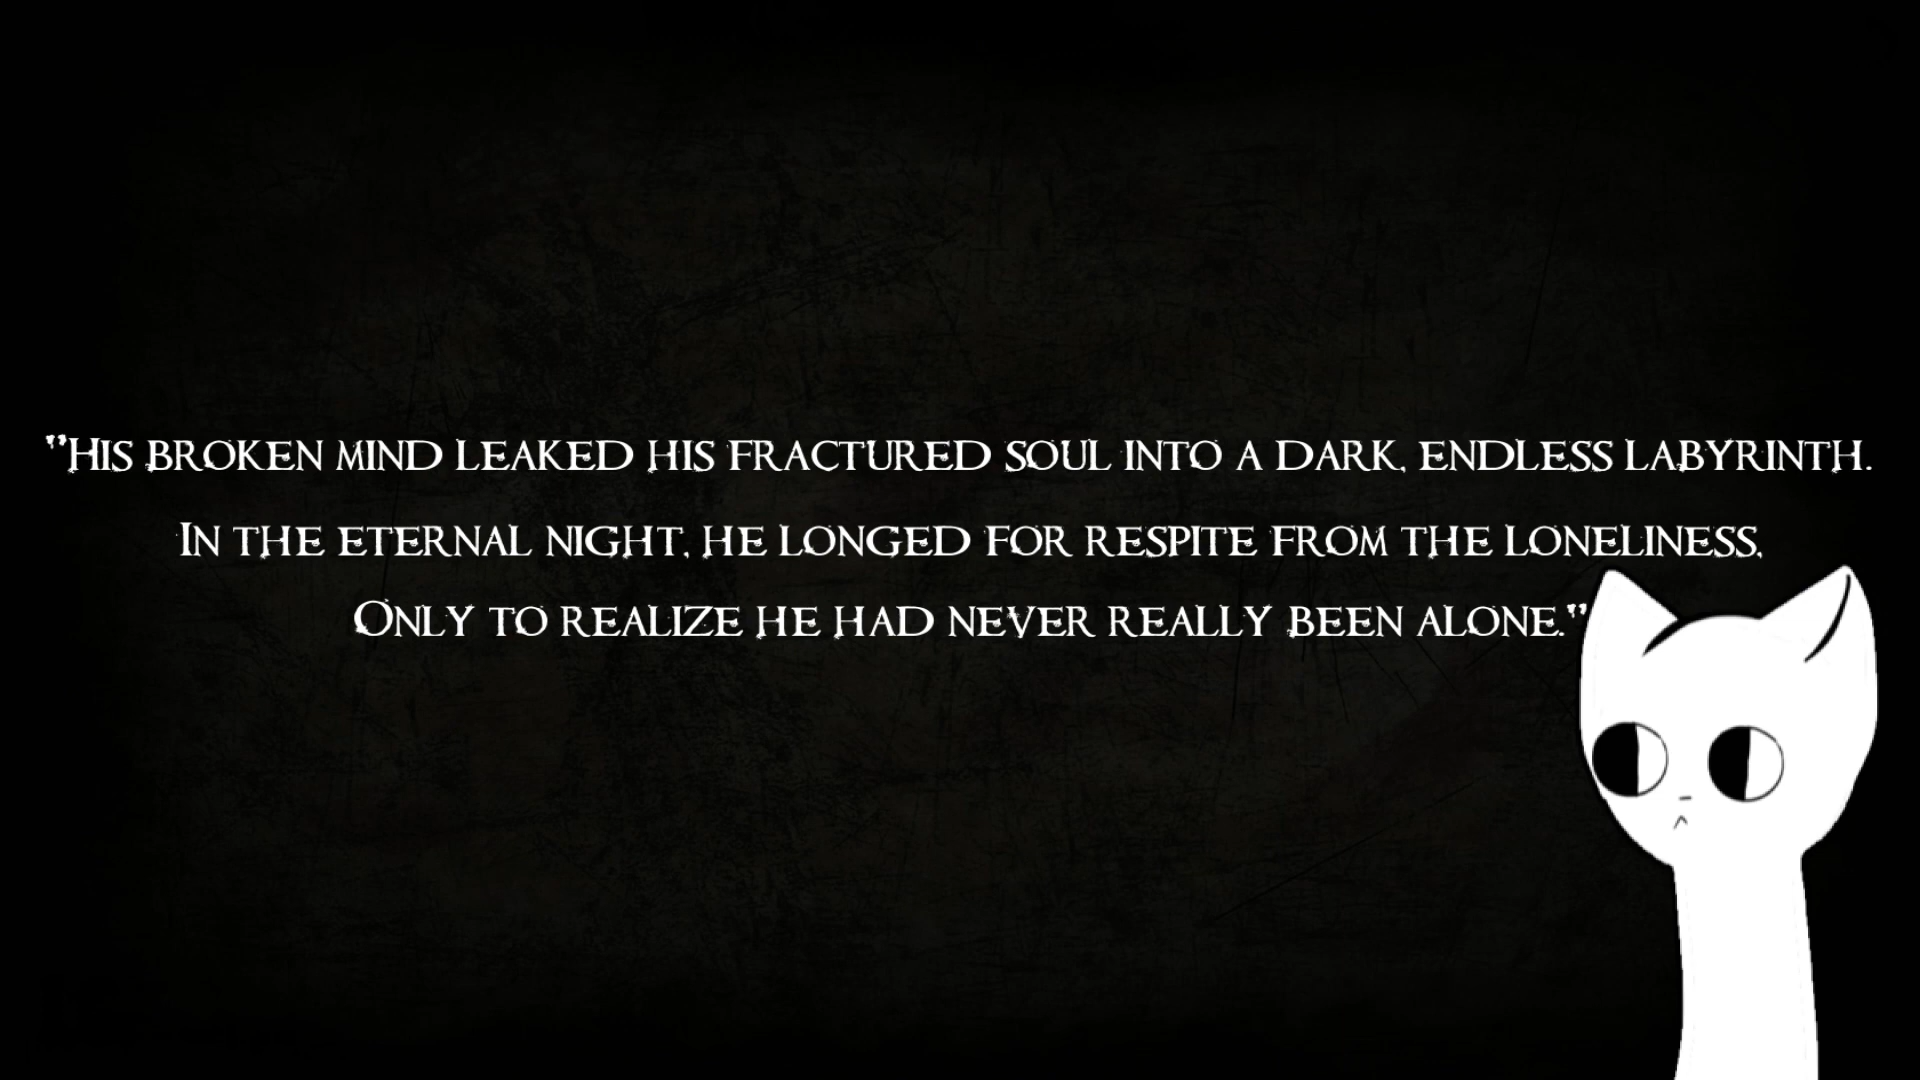 "His broken mind leaked his fractured soul into a dark, endless labyrinth.
In the eternal night, he longed for respite from the loneliness,
Only to realize he had never really been alone."